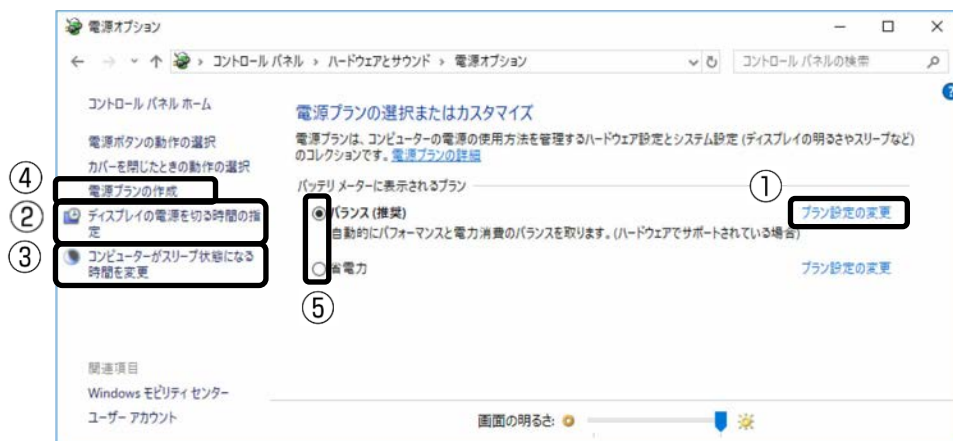 電源オプション
コントロール パネル › ハードウェアとサウンド › 電源オプション
コントロール パネルの検索
コントロール パネル ホーム
電源ボタンの動作の選択
カバーを閉じたときの動作の選択
④
電源プランの作成
②
ディスプレイの電源を切る時間の指
定
③
コンピューターがスリープ状態になる
時間を変更
関連項目
Windows モビリティ センター
ユーザー アカウント
電源プランの選択またはカスタマイズ
電源プランは、コンピューターの電源の使用方法を管理するハードウェア設定とシステム設定 (ディスプレイの明るさやスリープなど)
のコレクションです。電源プランの詳細
バッテリ メーターに表示されるプラン
①
バランス (推奨)
プラン設定の変更
自動的にパフォーマンスと電力消費のバランスを取ります。(ハードウェアでサポートされている場合)
省電力
プラン設定の変更
⑤
画面の明るさ: